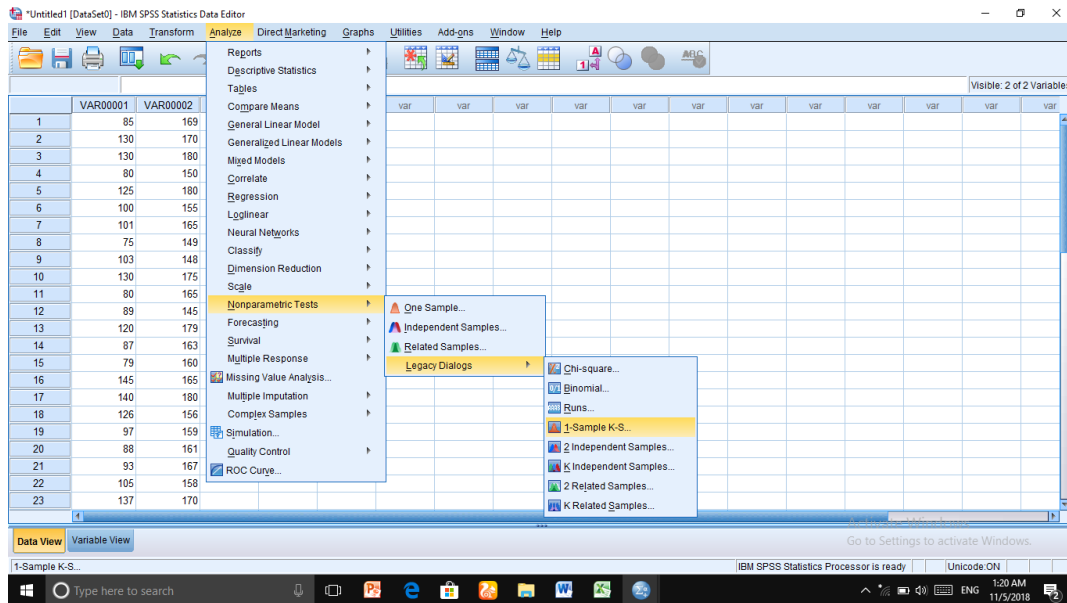 *Untitled1 [DataSet0] - IBM SPSS Statistics Data Editor
File Edit View Data Transform Analyze Direct Marketing Graphs Utilities Add-ons Window Help
Visible: 2 of 2 Variables
VAR00001 VAR00002 var var var var var var var var var var var var
1 85 169
2 130 170
3 130 180
4 80 150
5 125 180
6 100 155
7 101 165
8 75 149
9 103 148
10 130 175
11 80 165
12 89 145
13 120 179
14 87 163
15 79 160
16 145 165
17 140 180
18 126 156
19 97 159
20 88 161
21 93 167
22 105 158
23 137 170
Reports
Descriptive Statistics
Tables
Compare Means
General Linear Model
Generalized Linear Models
Mixed Models
Correlate
Regression
Loglinear
Neural Networks
Classify
Dimension Reduction
Scale
Nonparametric Tests
Forecasting
Survival
Multiple Response
Missing Value Analysis...
Multiple Imputation
Complex Samples
Simulation...
Quality Control
ROC Curve...
One Sample...
Independent Samples...
Related Samples...
Legacy Dialogs
Chi-square...
Binomial...
Runs...
1-Sample K-S...
2 Independent Samples...
K Independent Samples...
2 Related Samples...
K Related Samples...
Go to Settings to activate Windows.
Data View Variable View
1-Sample K-S... IBM SPSS Statistics Processor is ready Unicode:ON
Type here to search
ENG 1:20 AM
11/5/2018